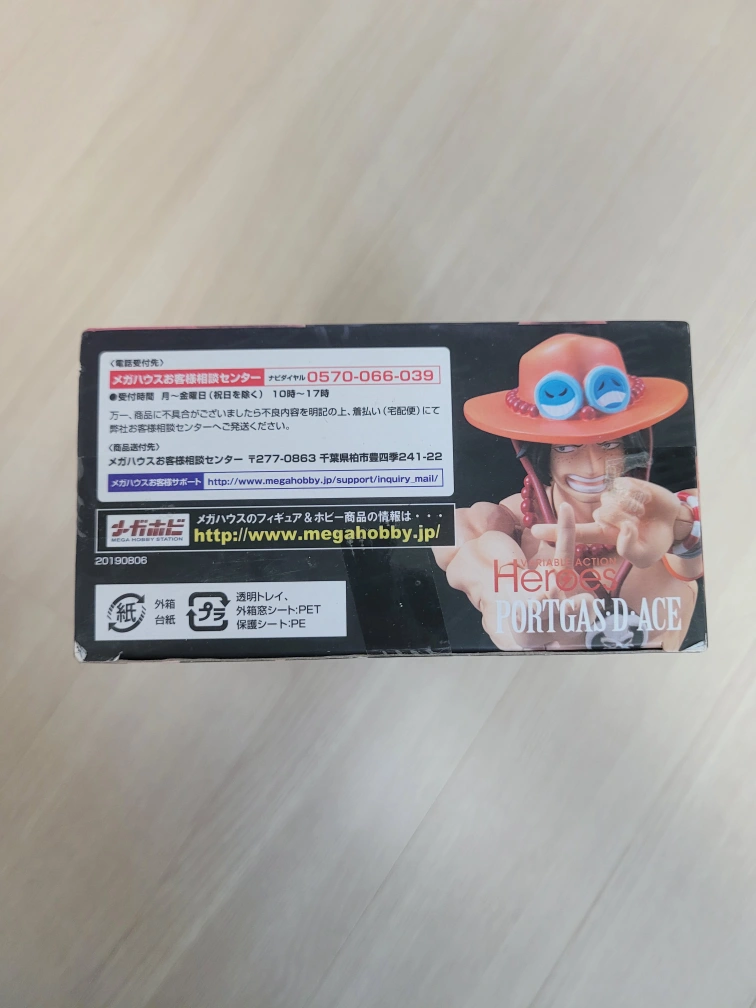 〈電話受付先〉
メガハウスお客様相談センター ナビダイヤル 0570-066-039
●受付時間 月〜金曜日(祝日を除く) 10時〜17時
万一、商品に不具合がございましたら不良内容を明記の上、着払い(宅配便)にて
弊社お客様相談センターへご発送ください。
〈商品送付先〉
メガハウスお客様相談センター 〒277-0863 千葉県柏市豊四季241-22
メガハウスお客様サポート http://www.megahobby.jp/support/inquiry_mail/
メガホビ
MEGA HOBBY STATION
メガハウスのフィギュア&ホビー商品の情報は・・・
http://www.megahobby.jp/
20190806
紙
外箱
台紙
プラ
透明トレイ、
外箱窓シート:PET
保護シート:PE
VARIABLE ACTION
Heroes
PORTGAS・D・ACE